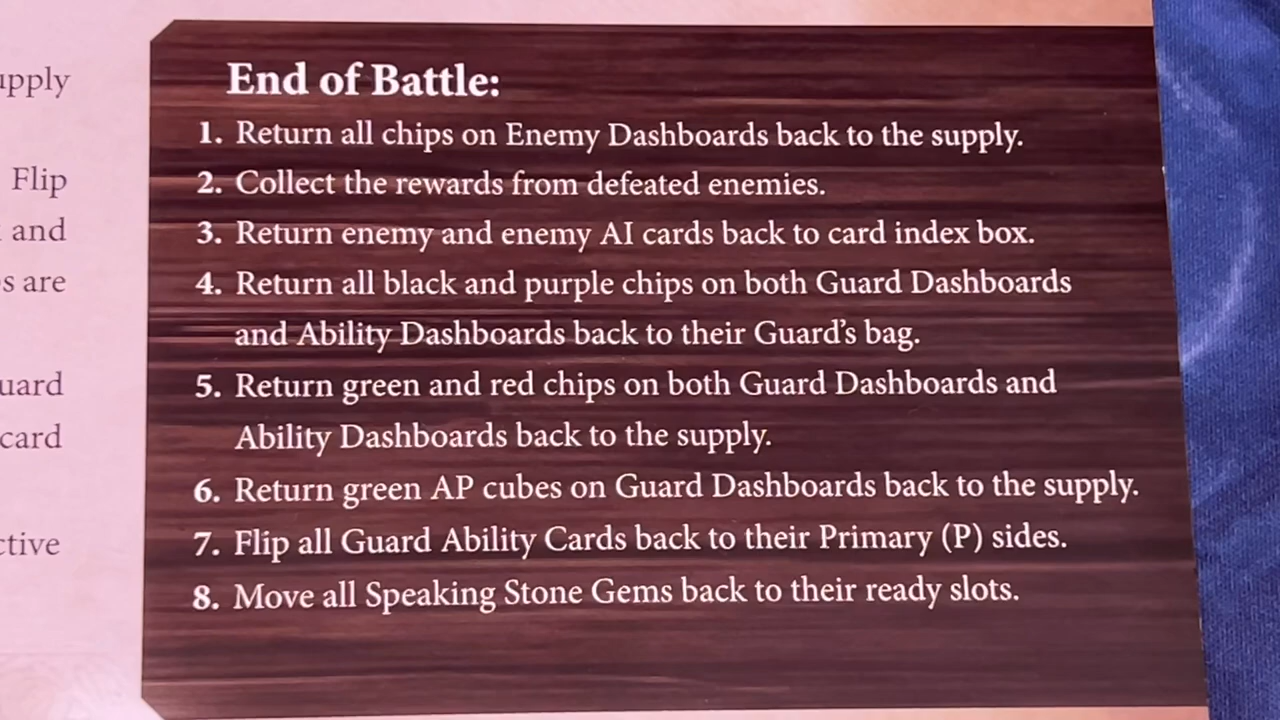 upply
Flip
and
s are
uard
card
ctive
End of Battle:
1. Return all chips on Enemy Dashboards back to the supply.
2. Collect the rewards from defeated enemies.
3. Return enemy and enemy AI cards back to card index box.
4. Return all black and purple chips on both Guard Dashboards
and Ability Dashboards back to their Guard's bag.
5. Return green and red chips on both Guard Dashboards and
Ability Dashboards back to the supply.
6. Return green AP cubes on Guard Dashboards back to the supply.
7. Flip all Guard Ability Cards back to their Primary (P) sides.
8. Move all Speaking Stone Gems back to their ready slots.